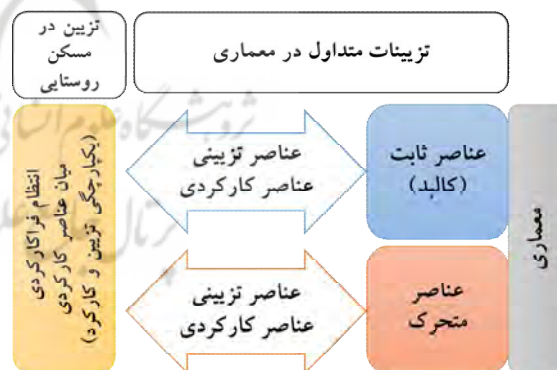 تزیینات متداول در معماری
تزیین در
مسکن
روستایی
معماری
عناصر ثابت
(کالبد)
عناصر تزیینی
عناصر کارکردی
عناصر
متحرک
عناصر تزیینی
عناصر کارکردی
انتظام فراکارکردی
میان عناصر کارکردی
(یکپارچگی تزیین و کارکرد)